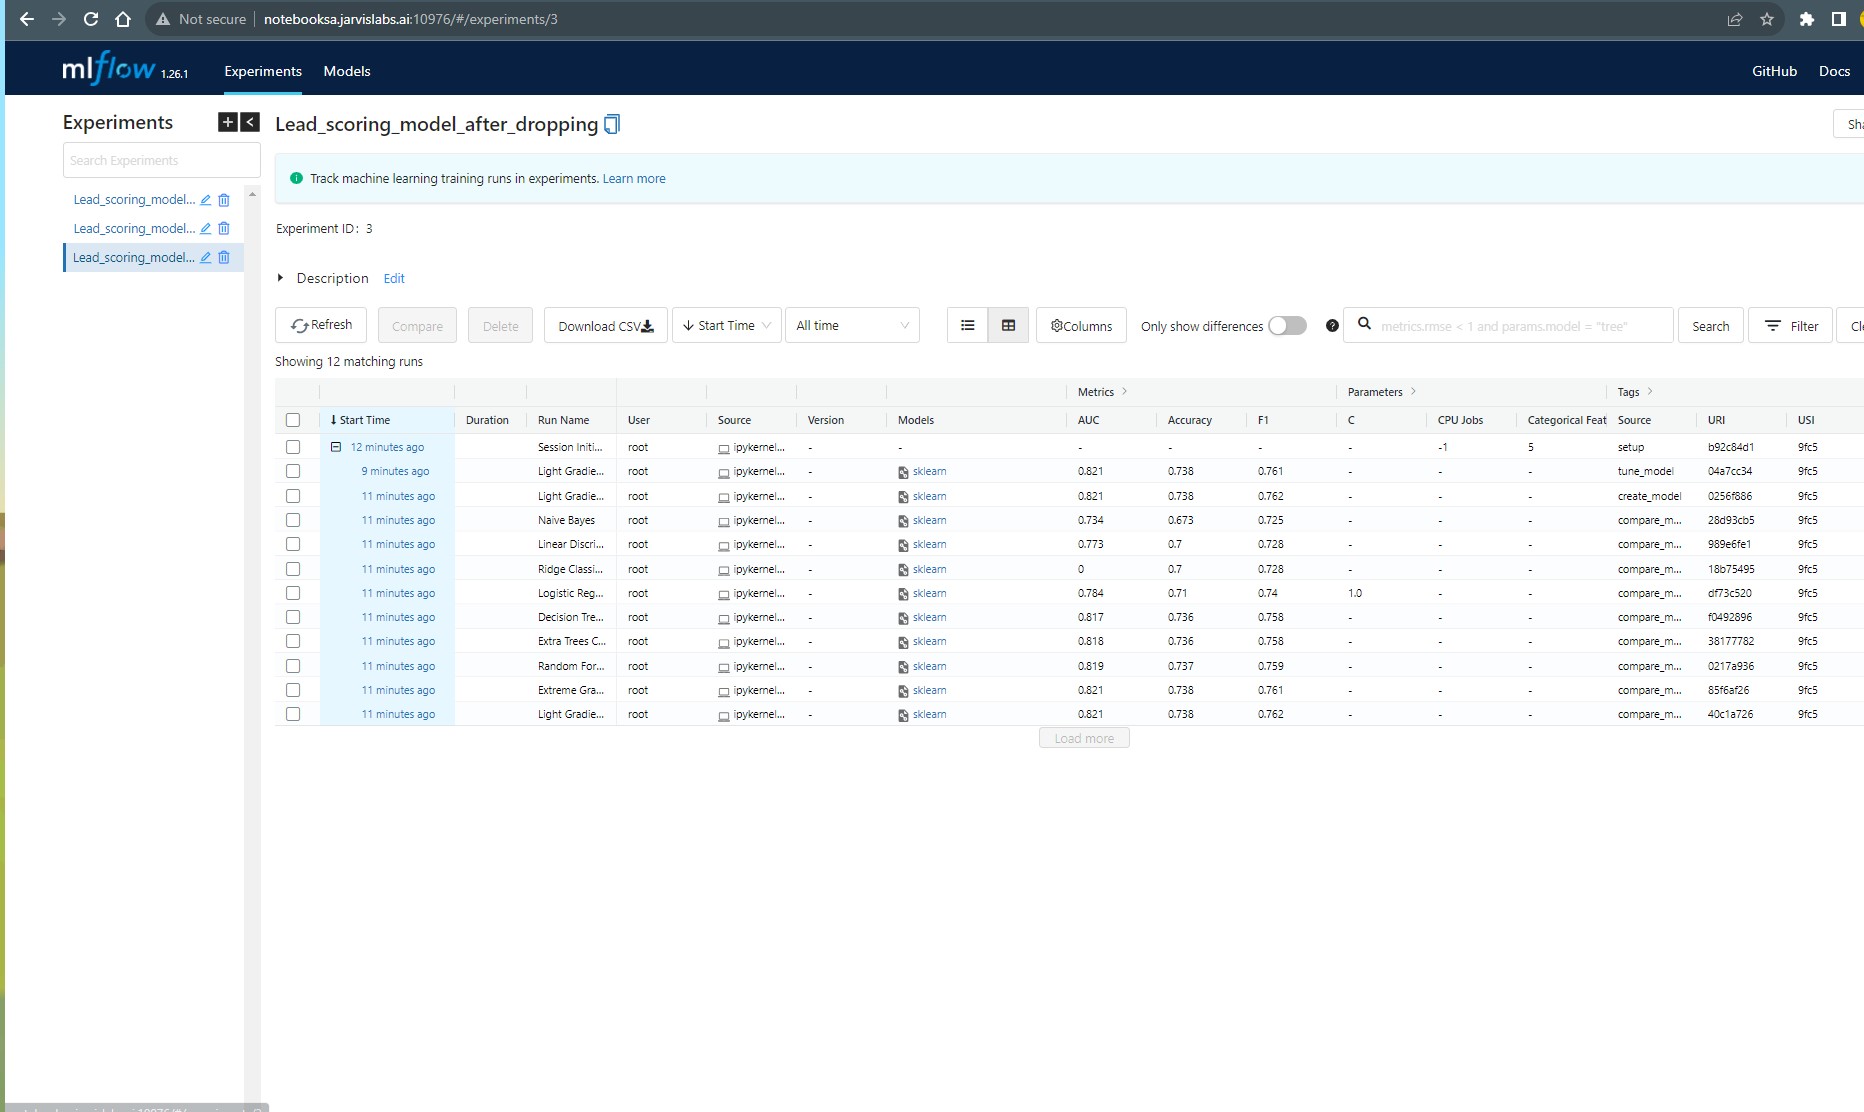 Not secure | notebooksa.jarvislabs.ai:10976/#/experiments/3
mlflow 1.26.1 Experiments Models GitHub Docs
Experiments + < Lead_scoring_model_after_dropping Sha
Search Experiments
Track machine learning training runs in experiments. Learn more
Lead_scoring_model...
Lead_scoring_model...
Lead_scoring_model...
Experiment ID: 3
Description Edit
Refresh Compare Delete Download CSV Start Time All time Columns Only show differences ? metrics.rmse < 1 and params.model = "tree" Search Filter Cle
Showing 12 matching runs
Metrics > Parameters > Tags >
↓ Start Time Duration Run Name User Source Version Models AUC Accuracy F1 C CPU Jobs Categorical Feat Source URI USI
12 minutes ago Session Initi... root ipykernel... - - - - - - -1 5 setup b92c84d1 9fc5
9 minutes ago Light Gradie... root ipykernel... - sklearn 0.821 0.738 0.761 - - - tune_model 04a7cc34 9fc5
11 minutes ago Light Gradie... root ipykernel... - sklearn 0.821 0.738 0.762 - - - create_model 0256f886 9fc5
11 minutes ago Naive Bayes root ipykernel... - sklearn 0.734 0.673 0.725 - - - compare_m... 28d93cb5 9fc5
11 minutes ago Linear Discri... root ipykernel... - sklearn 0.773 0.7 0.728 - - - compare_m... 989e6fe1 9fc5
11 minutes ago Ridge Classi... root ipykernel... - sklearn 0 0.7 0.728 - - - compare_m... 18b75495 9fc5
11 minutes ago Logistic Reg... root ipykernel... - sklearn 0.784 0.71 0.74 1.0 - - compare_m... df73c520 9fc5
11 minutes ago Decision Tre... root ipykernel... - sklearn 0.817 0.736 0.758 - - - compare_m... f0492896 9fc5
11 minutes ago Extra Trees C... root ipykernel... - sklearn 0.818 0.736 0.758 - - - compare_m... 38177782 9fc5
11 minutes ago Random For... root ipykernel... - sklearn 0.819 0.737 0.759 - - - compare_m... 0217a936 9fc5
11 minutes ago Extreme Gra... root ipykernel... - sklearn 0.821 0.738 0.761 - - - compare_m... 85f6af26 9fc5
11 minutes ago Light Gradie... root ipykernel... - sklearn 0.821 0.738 0.762 - - - compare_m... 40c1a726 9fc5
Load more